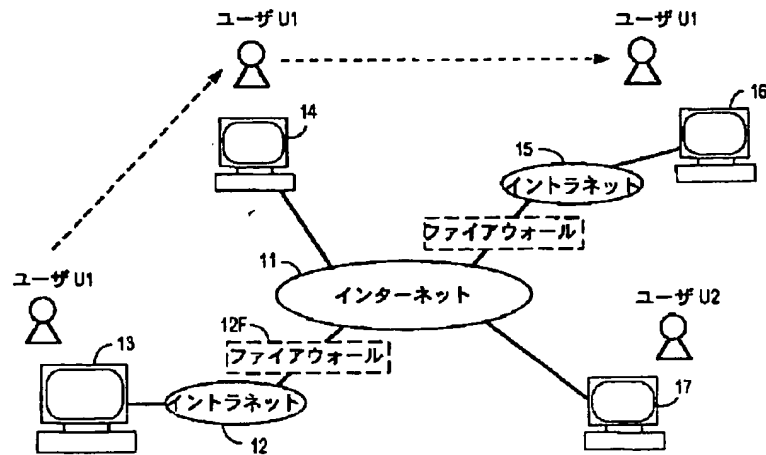 ユーザ U1
ユーザ U1
14
16
15
イントラネット
ファイアウォール
11
インターネット
ユーザ U1
ユーザ U2
12F
ファイアウォール
13
イントラネット
12
17